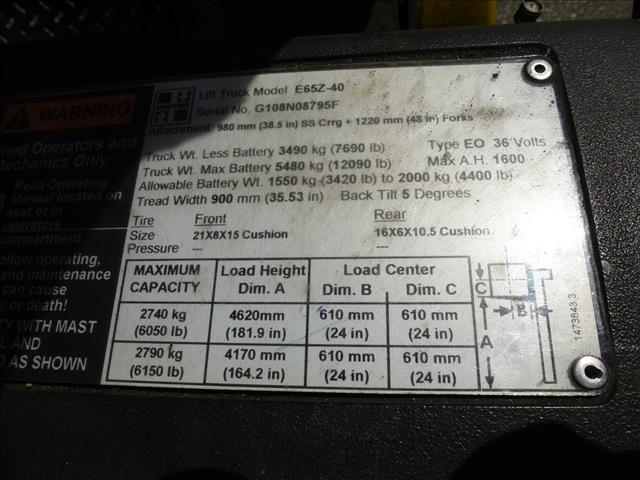 WARNING
ined Operators and
Mechanics Only
Read Operating
Manual located on
seat or in
operators
compartment
ollow operating,
and maintenance
can cause
y or death!
TY WITH MAST
L AND
D AS SHOWN
HYSTER
Lift Truck Model E65Z-40
Serial No. G108N08795F
Attachment: 980 mm (38.5 in) SS Crrg + 1220 mm (48 in) Forks
Truck Wt. Less Battery 3490 kg (7690 lb) Type EO 36 Volts
Truck Wt. Max Battery 5480 kg (12090 lb) Max A.H. 1600
Allowable Battery Wt. 1550 kg (3420 lb) to 2000 kg (4400 lb)
Tread Width 900 mm (35.53 in) Back Tilt 5 Degrees
Tire Front Rear
Size 21X8X15 Cushion 16X6X10.5 Cushion
Pressure --- ---
MAXIMUM CAPACITY Load Height Dim. A Load Center Dim. B Dim. C
2740 kg 4620mm 610 mm 610 mm
(6050 lb) (181.9 in) (24 in) (24 in)
2790 kg 4170 mm 610 mm 610 mm
(6150 lb) (164.2 in) (24 in) (24 in)
C
B
A
1473643.3